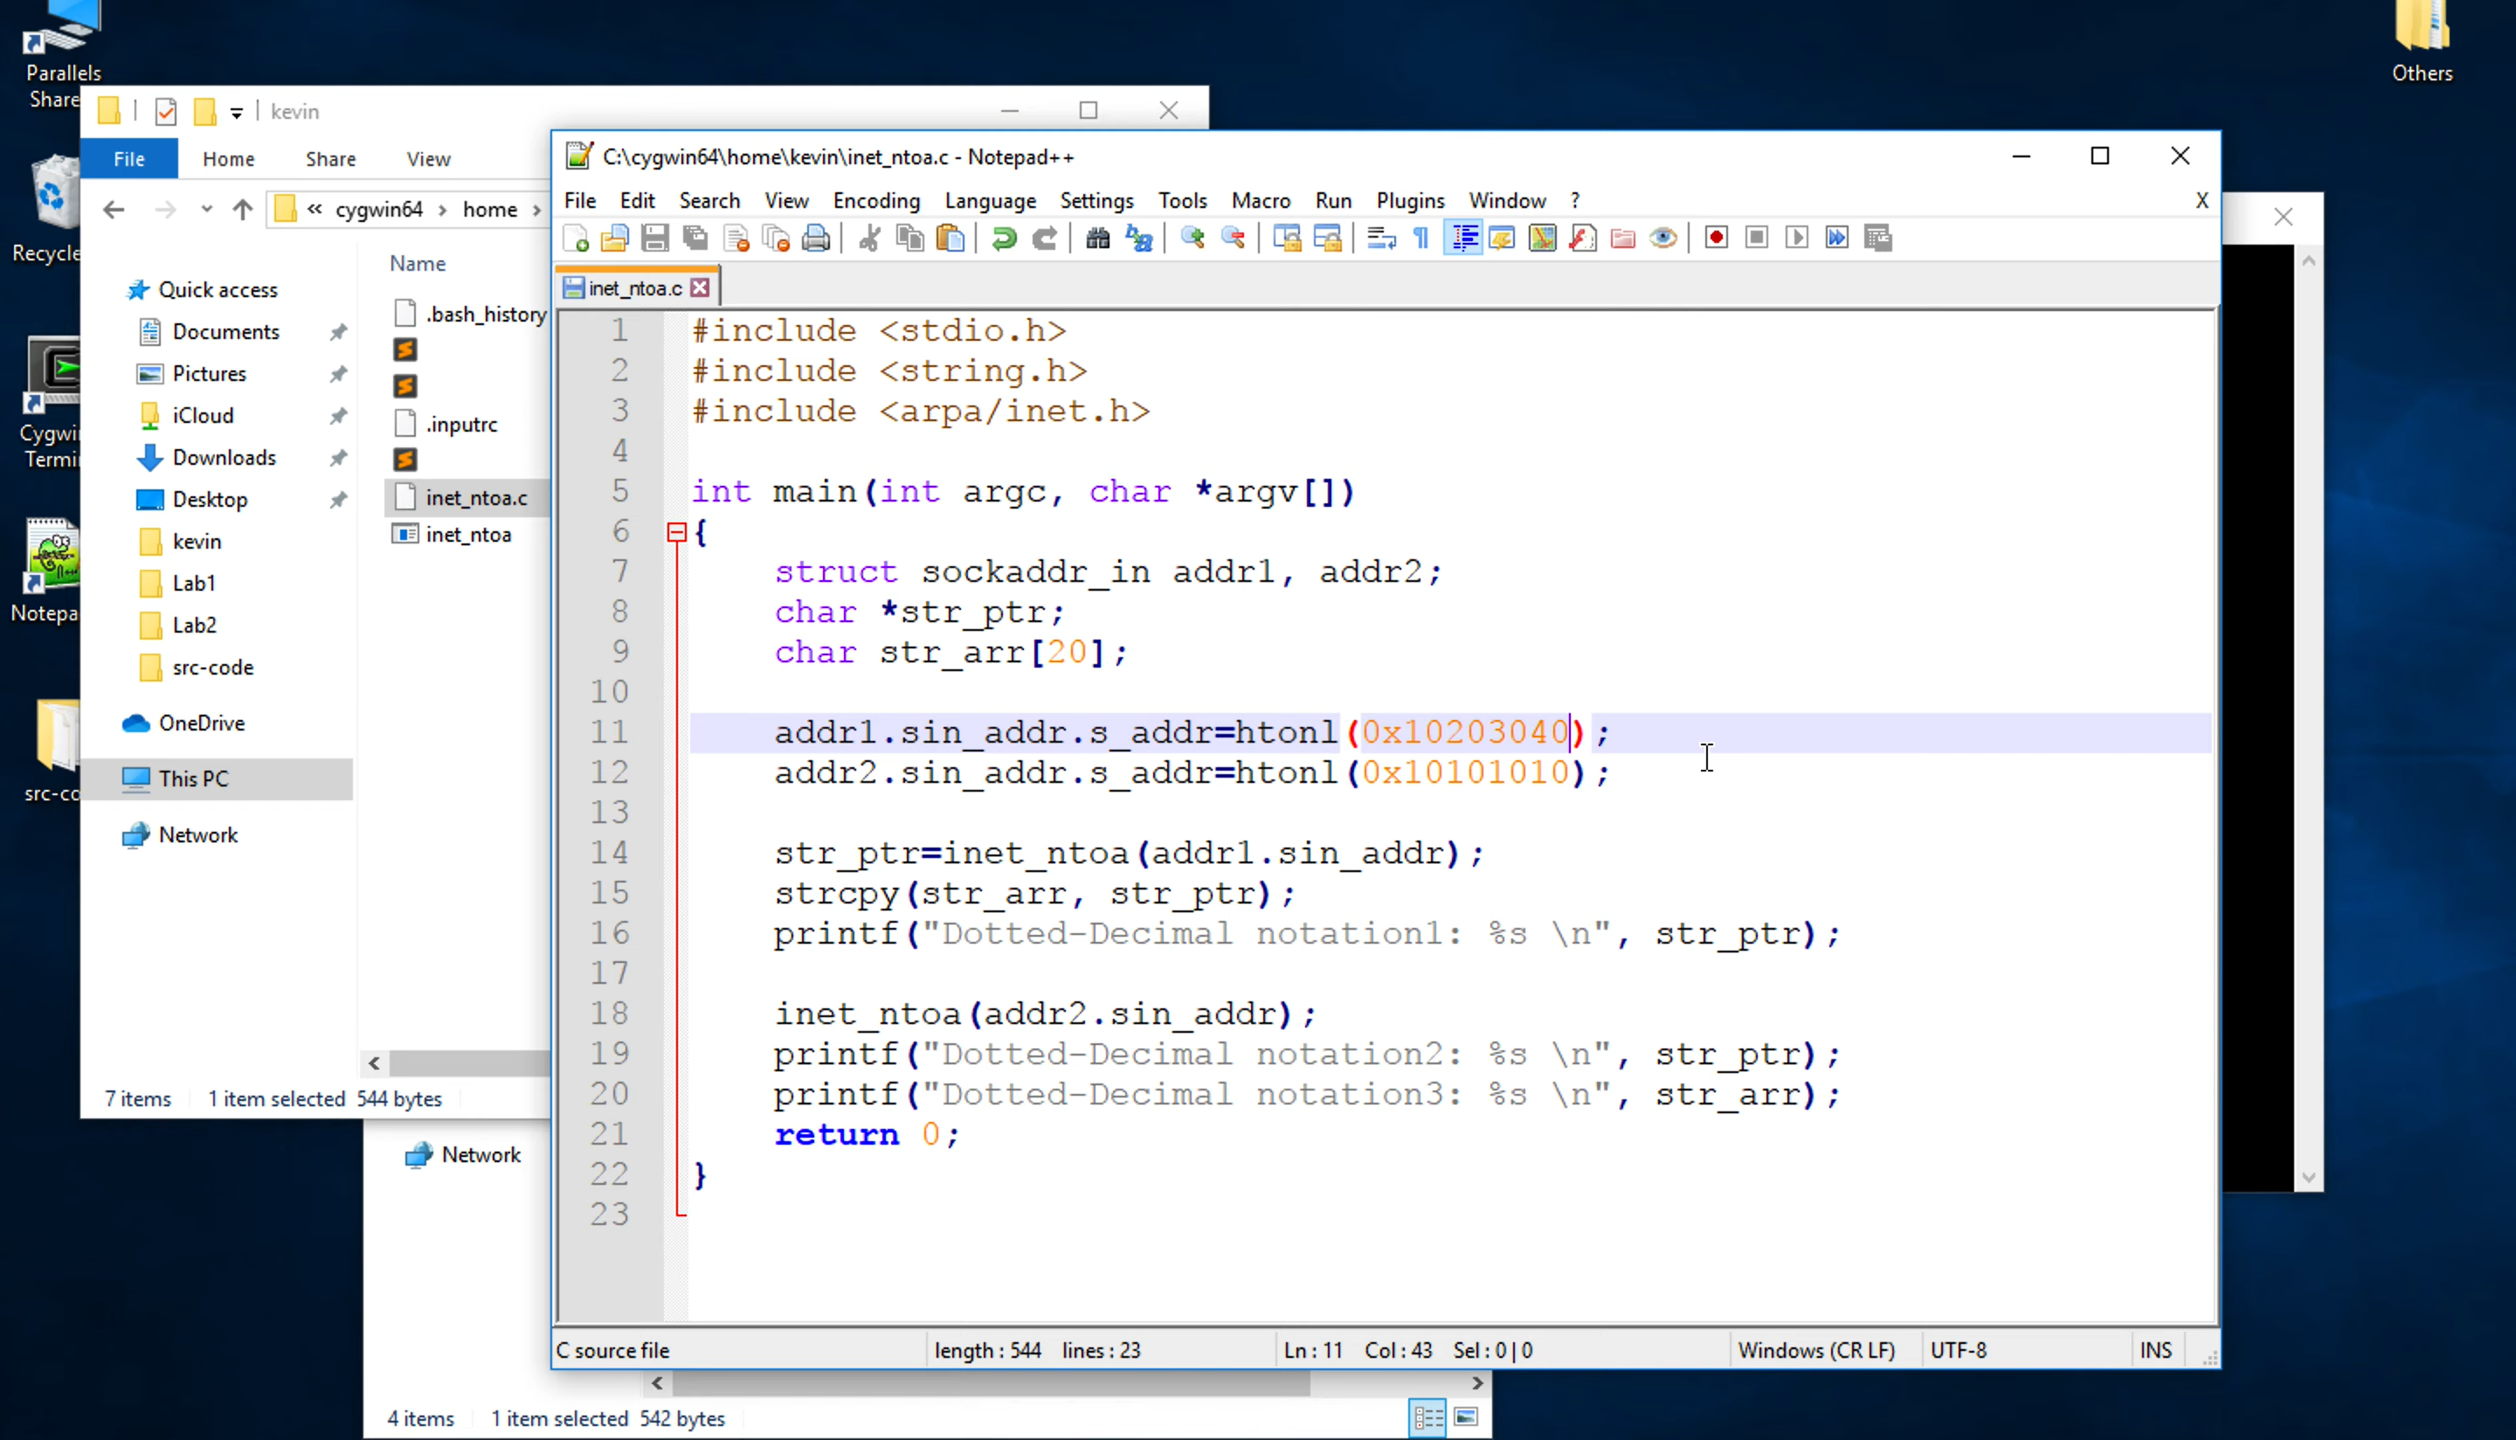 Parallels
Share
Others
kevin
File Home Share View
« cygwin64 › home ›
Recycle
Name
Quick access
Documents
Pictures
iCloud
Downloads
Desktop
kevin
Lab1
Lab2
src-code
OneDrive
This PC
Network
.bash_history
.inputrc
inet_ntoa.c
inet_ntoa
Cygwi
Termi
Notepa
src-co
7 items 1 item selected 544 bytes
Network
4 items 1 item selected 542 bytes
C:\cygwin64\home\kevin\inet_ntoa.c - Notepad++
File Edit Search View Encoding Language Settings Tools Macro Run Plugins Window ? X
inet_ntoa.c
1 #include <stdio.h>
2 #include <string.h>
3 #include <arpa/inet.h>
4
5 int main(int argc, char *argv[])
6 {
7 struct sockaddr_in addr1, addr2;
8 char *str_ptr;
9 char str_arr[20];
10
11 addr1.sin_addr.s_addr=htonl(0x10203040);
12 addr2.sin_addr.s_addr=htonl(0x10101010);
13
14 str_ptr=inet_ntoa(addr1.sin_addr);
15 strcpy(str_arr, str_ptr);
16 printf("Dotted-Decimal notation1: %s \n", str_ptr);
17
18 inet_ntoa(addr2.sin_addr);
19 printf("Dotted-Decimal notation2: %s \n", str_ptr);
20 printf("Dotted-Decimal notation3: %s \n", str_arr);
21 return 0;
22 }
23
C source file length : 544 lines : 23 Ln : 11 Col : 43 Sel : 0 | 0 Windows (CR LF) UTF-8 INS